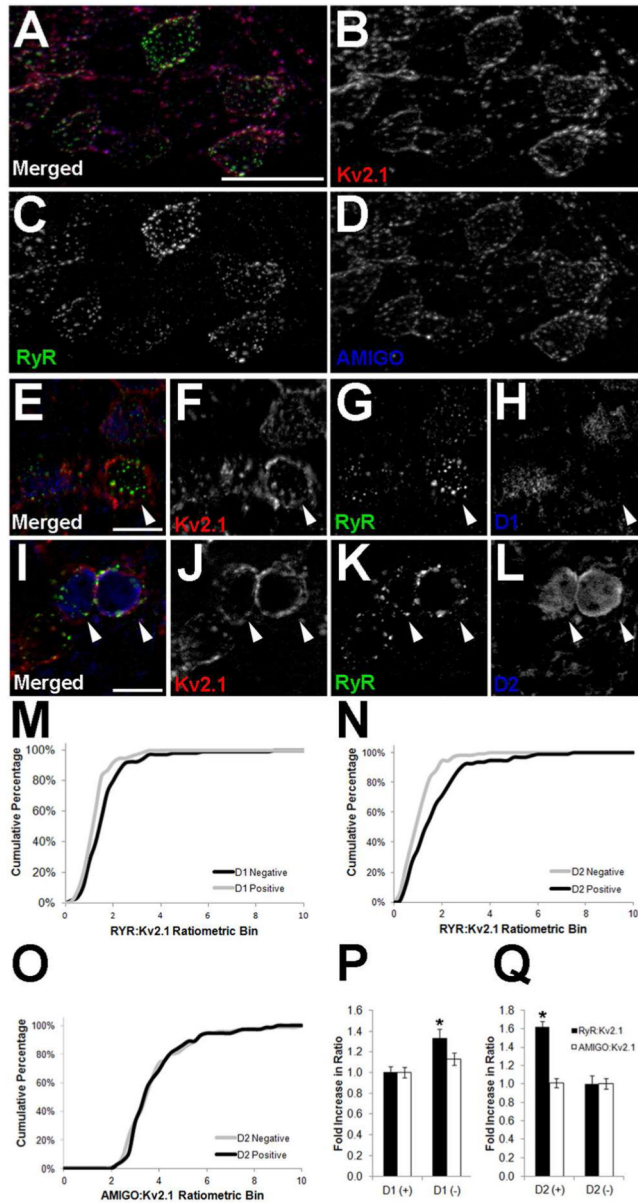 A
Merged
B
Kv2.1
C
RyR
D
AMIGO
E
Merged
F
Kv2.1
G
RyR
H
D1
I
Merged
J
Kv2.1
K
RyR
L
D2
M
Cumulative Percentage
100%
80%
60%
40%
20%
0 2 4 6 8 10
D1 Negative
D1 Positive
RYR:Kv2.1 Ratiometric Bin
N
Cumulative Percentage
100%
80%
60%
40%
20%
0 2 4 6 8 10
D2 Negative
D2 Positive
RYR:Kv2.1 Ratiometric Bin
O
Cumulative Percentage
100%
80%
60%
40%
20%
0%
0 2 4 6 8 10
D2 Negative
D2 Positive
AMIGO:Kv2.1 Ratiometric Bin
P
Fold Increase in Ratio
1.6
1.4
1.2
1.0
0.8
0.6
0.4
0.2
0.0
D1 (+) D1 (-)
*
Q
Fold Increase in Ratio
1.8
1.6
1.4
1.2
1.0
0.8
0.6
0.4
0.2
0.0
D2 (+) D2 (-)
*
RyR:Kv2.1
AMIGO:Kv2.1